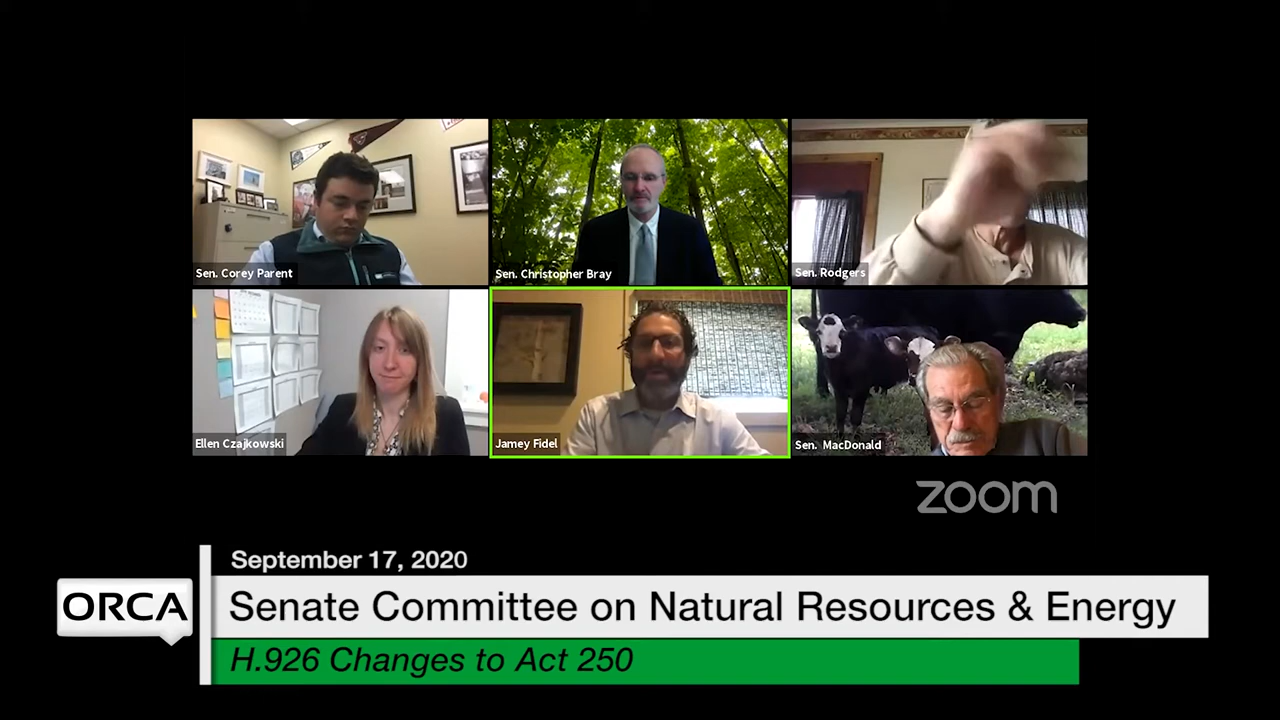 Sen. Corey Parent
Sen. Christopher Bray
Sen. Rodgers
Ellen Czajkowski
Jamey Fidel
Sen. MacDonald
zoom
September 17, 2020
ORCA
Senate Committee on Natural Resources & Energy
H.926 Changes to Act 250